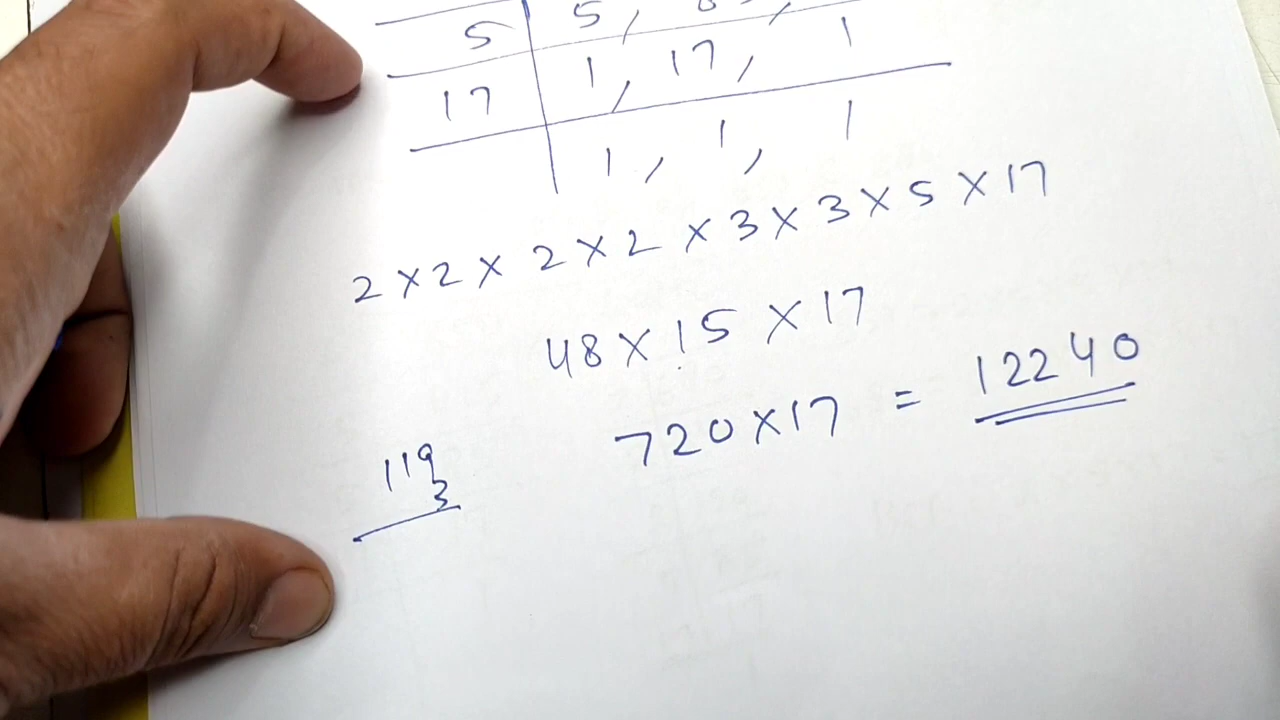 5 5,
17 1, 17, 1
1, 1, 1
2×2×2×2×3×3×5×17
48×15×17
720×17 = 12240
119
3